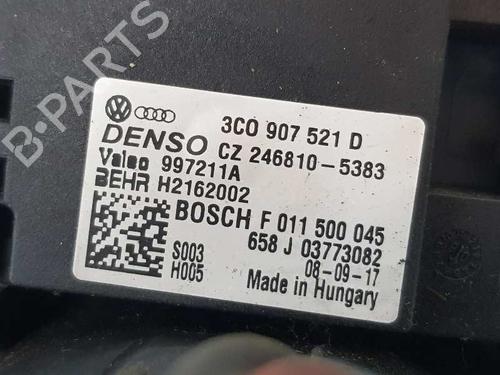 3C0 907 521 D
DENSO CZ 246810-5383
Valeo 997211A
BEHR H2162002
BOSCH F 011 500 045
658 J 03773082
S003
H005
08-09-17
Made in Hungary
B-PARTS